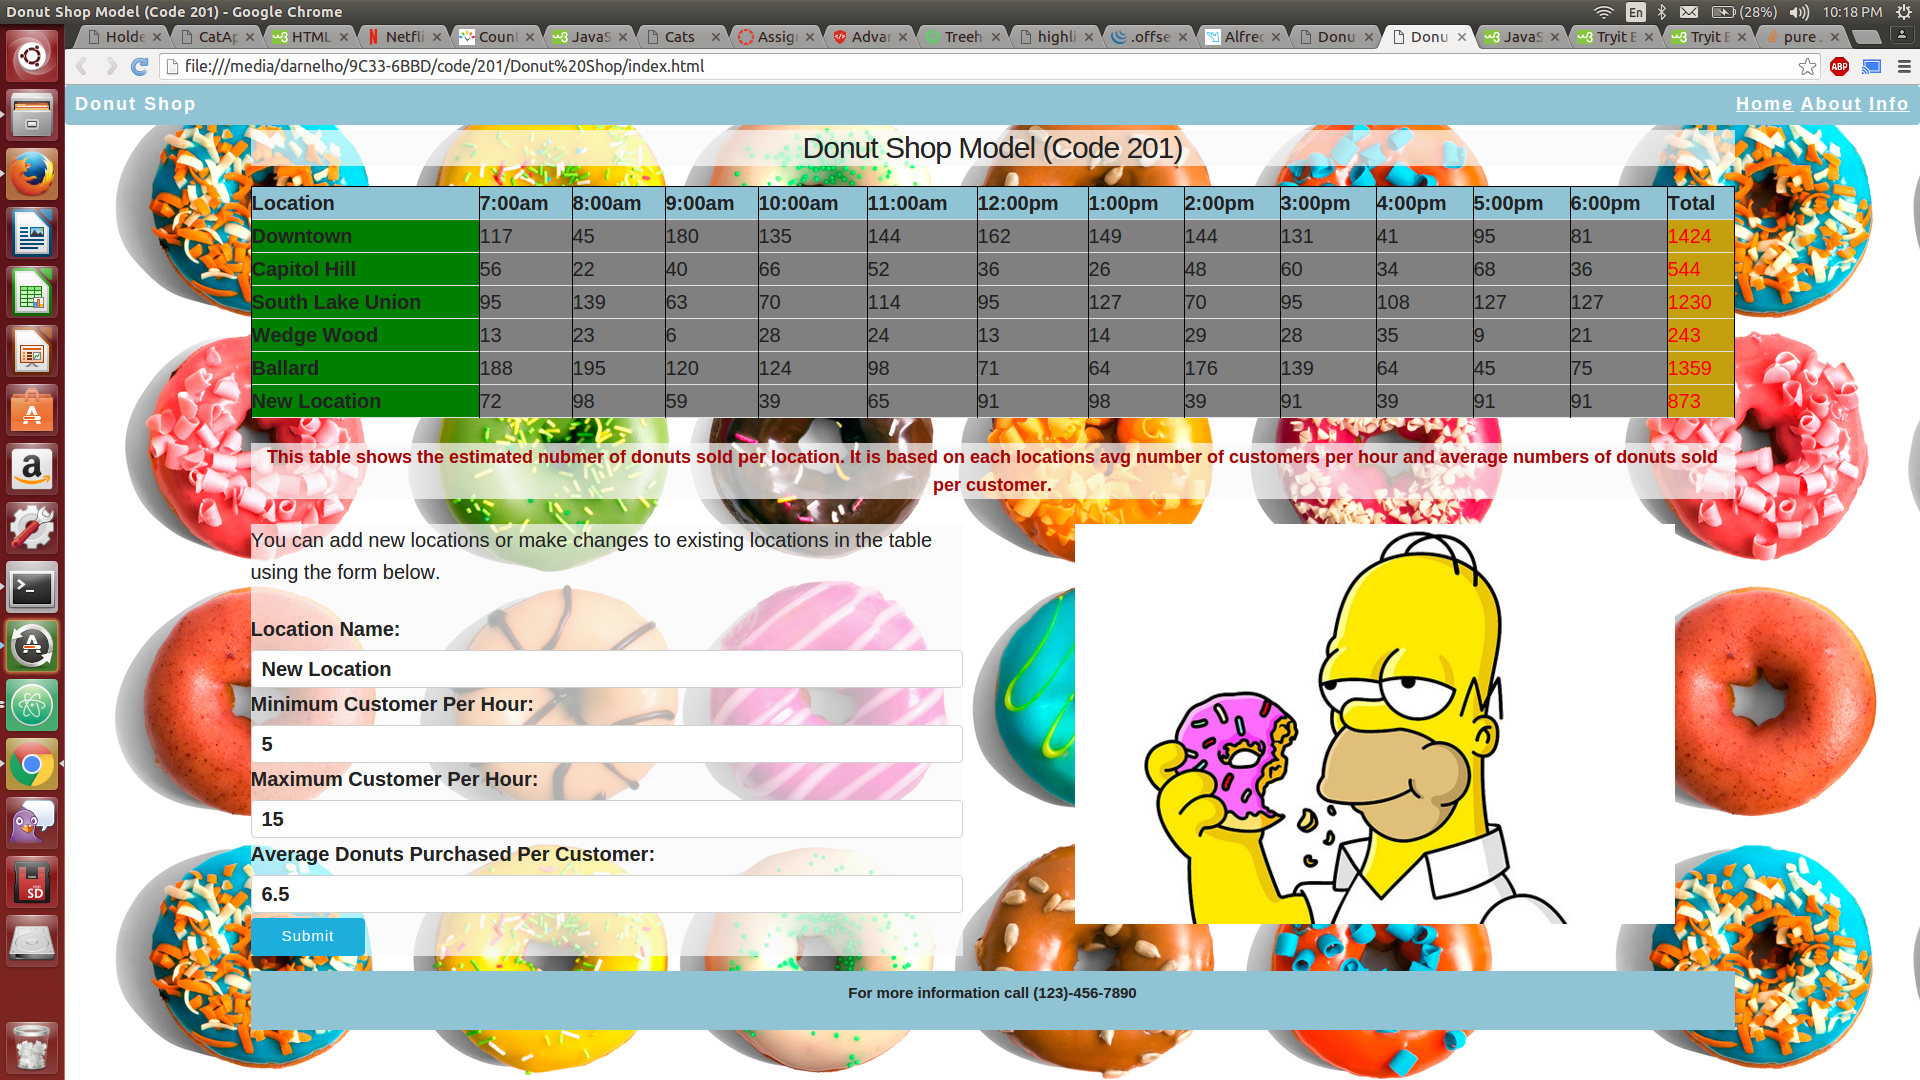 Donut Shop Model (Code 201) - Google Chrome
En (28%) 10:18 PM
Holde CatAp HTML Netfli Coun JavaS Cats Assig Adva Treeh highli .offse Alfre Donu Donu JavaS Tryit E Tryit E pure
file:///media/darnelho/9C33-6BBD/code/201/Donut%20Shop/index.html ABP
Donut Shop Home About Info
Donut Shop Model (Code 201)
Location 7:00am 8:00am 9:00am 10:00am 11:00am 12:00pm 1:00pm 2:00pm 3:00pm 4:00pm 5:00pm 6:00pm Total
Downtown 117 45 180 135 144 162 149 144 131 41 95 81 1424
Capitol Hill 56 22 40 66 52 36 26 48 60 34 68 36 544
South Lake Union 95 139 63 70 114 95 127 70 95 108 127 127 1230
Wedge Wood 13 23 6 28 24 13 14 29 28 35 9 21 243
Ballard 188 195 120 124 98 71 64 176 139 64 45 75 1359
New Location 72 98 59 39 65 91 98 39 91 39 91 91 873
This table shows the estimated nubmer of donuts sold per location. It is based on each locations avg number of customers per hour and average numbers of donuts sold
per customer.
You can add new locations or make changes to existing locations in the table
using the form below.
Location Name:
New Location
Minimum Customer Per Hour:
5
Maximum Customer Per Hour:
15
Average Donuts Purchased Per Customer:
6.5
Submit
For more information call (123)-456-7890